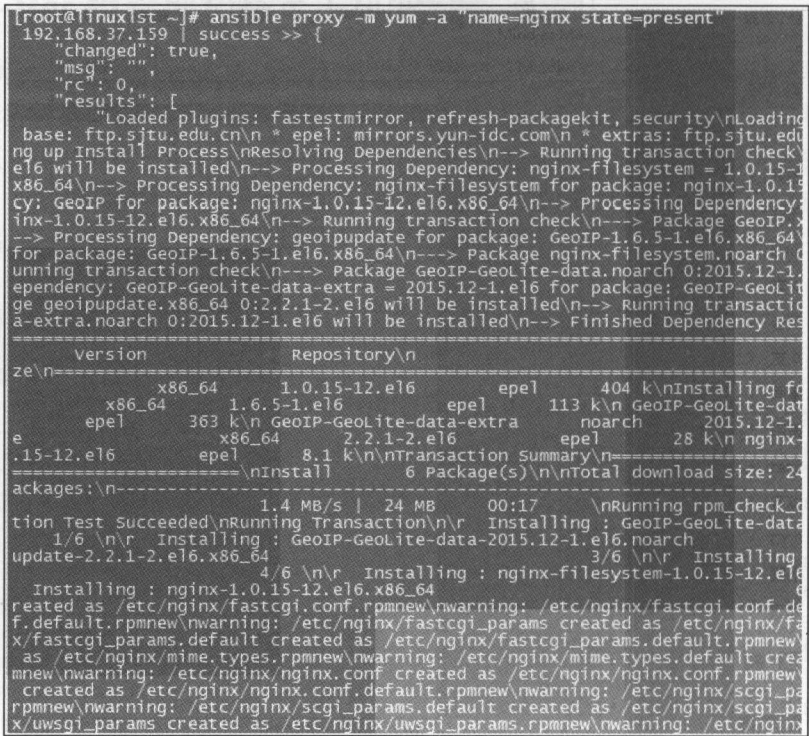 [root@linux1st ~]# ansible proxy -m yum -a "name=nginx state=present"
192.168.37.159 | success >> {
"changed": true,
"msg": "",
"rc": 0,
"results": [
"Loaded plugins: fastestmirror, refresh-packagekit, security\nLoading
base: ftp.sjtu.edu.cn\n * epel: mirrors.yun-idc.com\n * extras: ftp.sjtu.edu
ng up Install Process\nResolving Dependencies\n--> Running transaction check\
el6 will be installed\n--> Processing Dependency: nginx-filesystem = 1.0.15-1
x86_64\n--> Processing Dependency: nginx-filesystem for package: nginx-1.0.15
cy: GeoIP for package: nginx-1.0.15-12.el6.x86_64\n--> Processing Dependency:
inx-1.0.15-12.el6.x86_64\n--> Running transaction check\n---> Package GeoIP.x
--> Processing Dependency: geoipupdate for package: GeoIP-1.6.5-1.el6.x86_64\
for package: GeoIP-1.6.5-1.el6.x86_64\n---> Package nginx-filesystem.noarch 0
unning transaction check\n---> Package GeoIP-GeoLite-data.noarch 0:2015.12-1.
ependency: GeoIP-GeoLite-data-extra = 2015.12-1.el6 for package: GeoIP-GeoLit
ge geoipupdate.x86_64 0:2.2.1-2.el6 will be installed\n--> Running transactio
a-extra.noarch 0:2015.12-1.el6 will be installed\n--> Finished Dependency Res
================================================================================
Version Repository\n
ze\n============================================================================
x86_64 1.0.15-12.el6 epel 404 k\nInstalling fo
x86_64 1.6.5-1.el6 epel 113 k\n GeoIP-GeoLite-dat
epel 363 k\n GeoIP-GeoLite-data-extra noarch 2015.12-1.
e x86_64 2.2.1-2.el6 epel 28 k\n nginx-
.15-12.el6 epel 8.1 k\n\nTransaction Summary\n===================
=======================\nInstall 6 Package(s)\n\nTotal download size: 24
ackages:\n----------------------------------------------------------------------
1.4 MB/s | 24 MB 00:17 \nRunning rpm_check_d
tion Test Succeeded\nRunning Transaction\n\r Installing : GeoIP-GeoLite-data
1/6 \n\r Installing : GeoIP-GeoLite-data-2015.12-1.el6.noarch
update-2.2.1-2.el6.x86_64 3/6 \n\r Installing
4/6 \n\r Installing : nginx-filesystem-1.0.15-12.el6
Installing : nginx-1.0.15-12.el6.x86_64 6
reated as /etc/nginx/fastcgi.conf.rpmnew\nwarning: /etc/nginx/fastcgi.conf.de
f.default.rpmnew\nwarning: /etc/nginx/fastcgi_params created as /etc/nginx/fa
x/fastcgi_params.default created as /etc/nginx/fastcgi_params.default.rpmnew\
as /etc/nginx/mime.types.rpmnew\nwarning: /etc/nginx/mime.types.default crea
mnew\nwarning: /etc/nginx/nginx.conf created as /etc/nginx/nginx.conf.rpmnew\
created as /etc/nginx/nginx.conf.default.rpmnew\nwarning: /etc/nginx/scgi_pa
rpmnew\nwarning: /etc/nginx/scgi_params.default created as /etc/nginx/scgi_pa
x/uwsgi_params created as /etc/nginx/uwsgi_params.rpmnew\nwarning: /etc/nginx